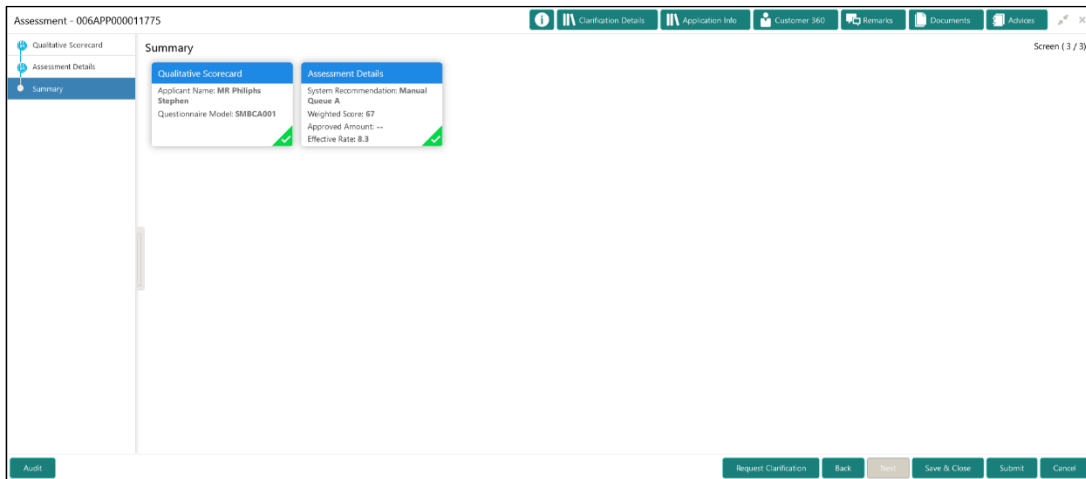 Assessment - 006APP000011775
Clarification Details
Application Info
Customer 360
Remarks
Documents
Advices
Qualitative Scorecard
Assessment Details
Summary
Summary
Screen ( 3 / 3)
Qualitative Scorecard
Applicant Name: MR Philiphs
Stephen
Questionnaire Model: SMBCA001
Assessment Details
System Recommendation: Manual
Queue A
Weighted Score: 67
Approved Amount: --
Effective Rate: 8.3
Audit
Request Clarification
Back
Next
Save & Close
Submit
Cancel